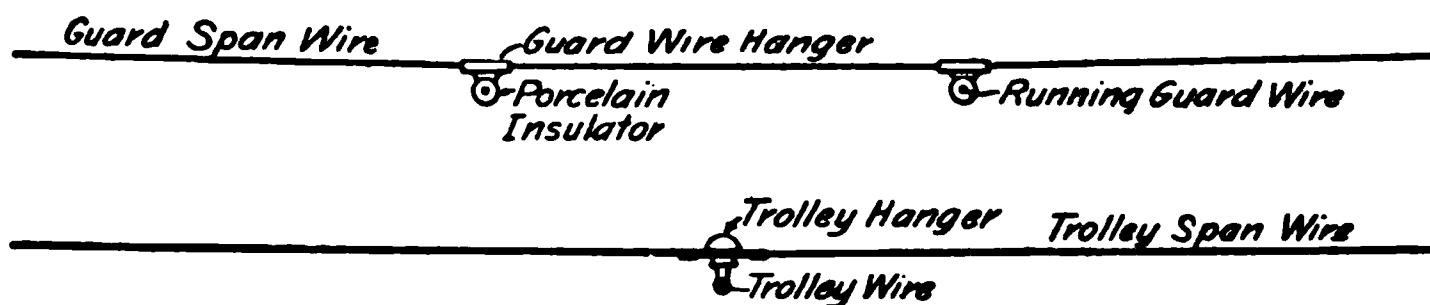 Guard Span Wire
Guard Wire Hanger
Porcelain
Insulator
Running Guard Wire
Trolley Hanger
Trolley Span Wire
Trolley Wire